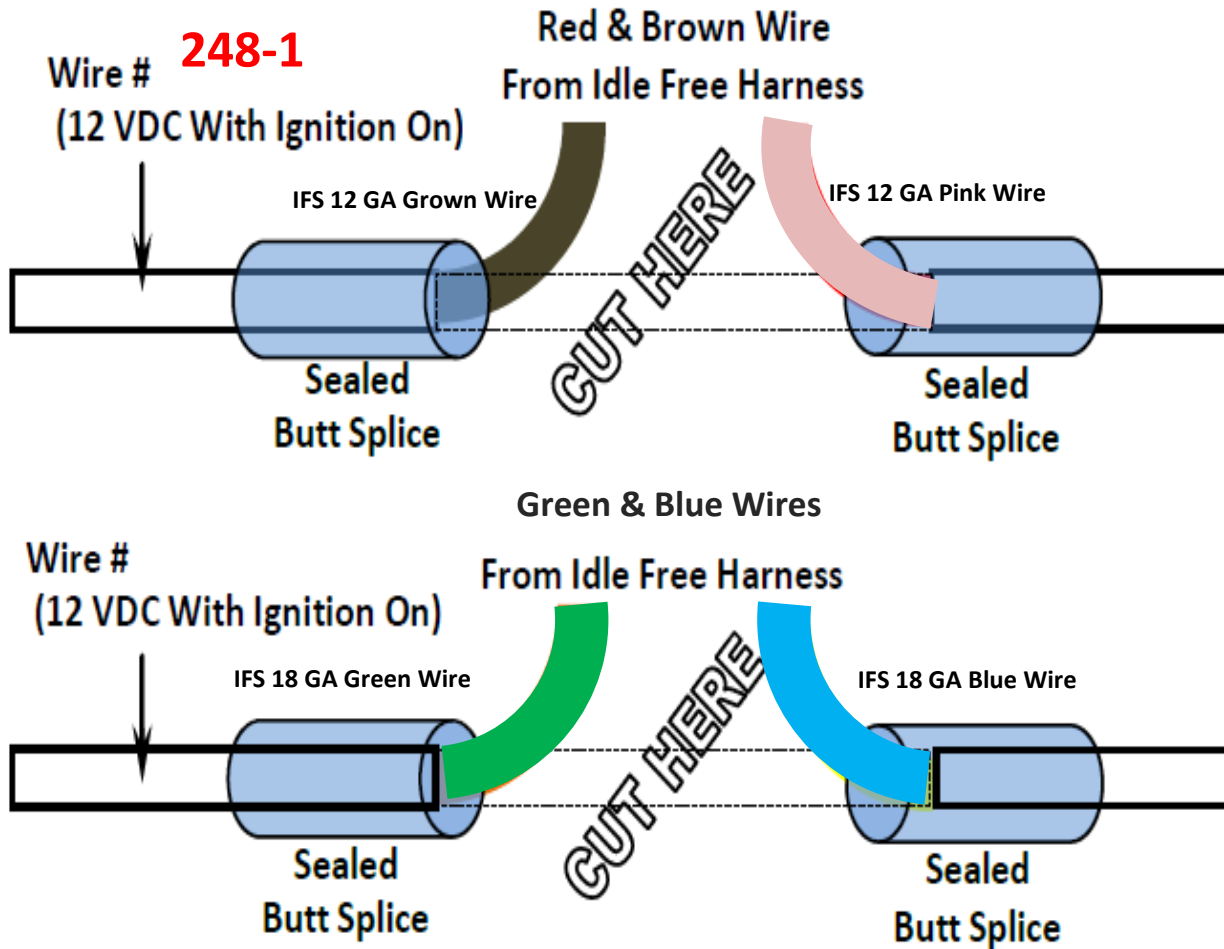 Wire # 248-1
(12 VDC With Ignition On)
Red & Brown Wire
From Idle Free Harness
IFS 12 GA Grown Wire
CUT HERE
IFS 12 GA Pink Wire
Sealed
Butt Splice
Sealed
Butt Splice
Green & Blue Wires
From Idle Free Harness
Wire #
(12 VDC With Ignition On)
IFS 18 GA Green Wire
CUT HERE
IFS 18 GA Blue Wire
Sealed
Butt Splice
Sealed
Butt Splice